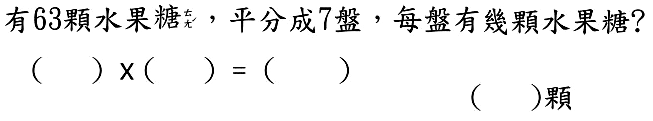 有63顆水果糖ㄊㄤˊ，平分成7盤，每盤有幾顆水果糖?
(　　) X (　　) = (　　)
(　　)顆